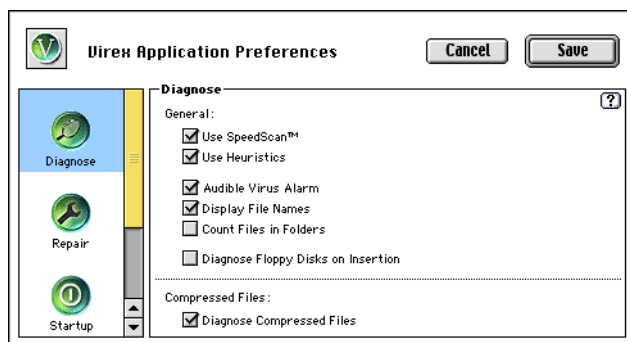 Virex Application Preferences
Cancel
Save
Diagnose
Repair
Startup
Diagnose
?
General:
Use SpeedScan™
Use Heuristics
Audible Virus Alarm
Display File Names
Count Files in Folders
Diagnose Floppy Disks on Insertion
Compressed Files:
Diagnose Compressed Files